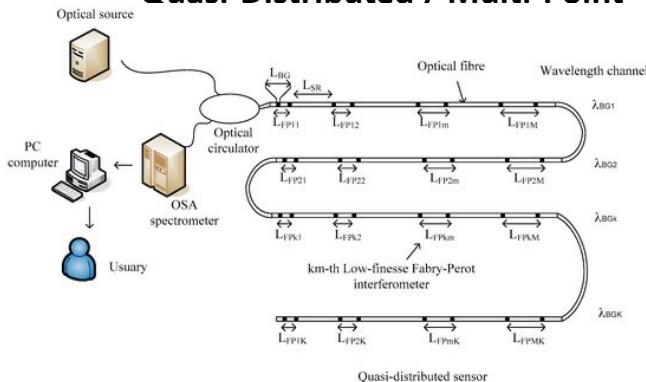 Quasi-Distributed / Multi-Point
Optical source
L_BG
L_SR
Optical fibre
Wavelength channel
λ_BG1
L_FP11
L_FP12
L_FP1m
L_FP1M
Optical
circulator
PC
computer
OSA
spectrometer
Usuary
λ_BG2
L_FP21
L_FP22
L_FP2m
L_FP2M
λ_BGk
L_FPk1
L_FPk2
L_FPkm
L_FPkM
km-th Low-finesse Fabry-Perot
interferometer
λ_BGK
L_FP1K
L_FP2K
L_FPmK
L_FPMK
Quasi-distributed sensor